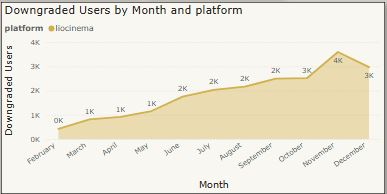 Downgraded Users by Month and platform
platform liocinema
Downgraded Users
4K
3K
2K
1K
0K
0K
1K
1K
1K
2K
2K
2K
3K
3K
4K
3K
February
March
April
May
June
July
August
September
October
November
December
Month